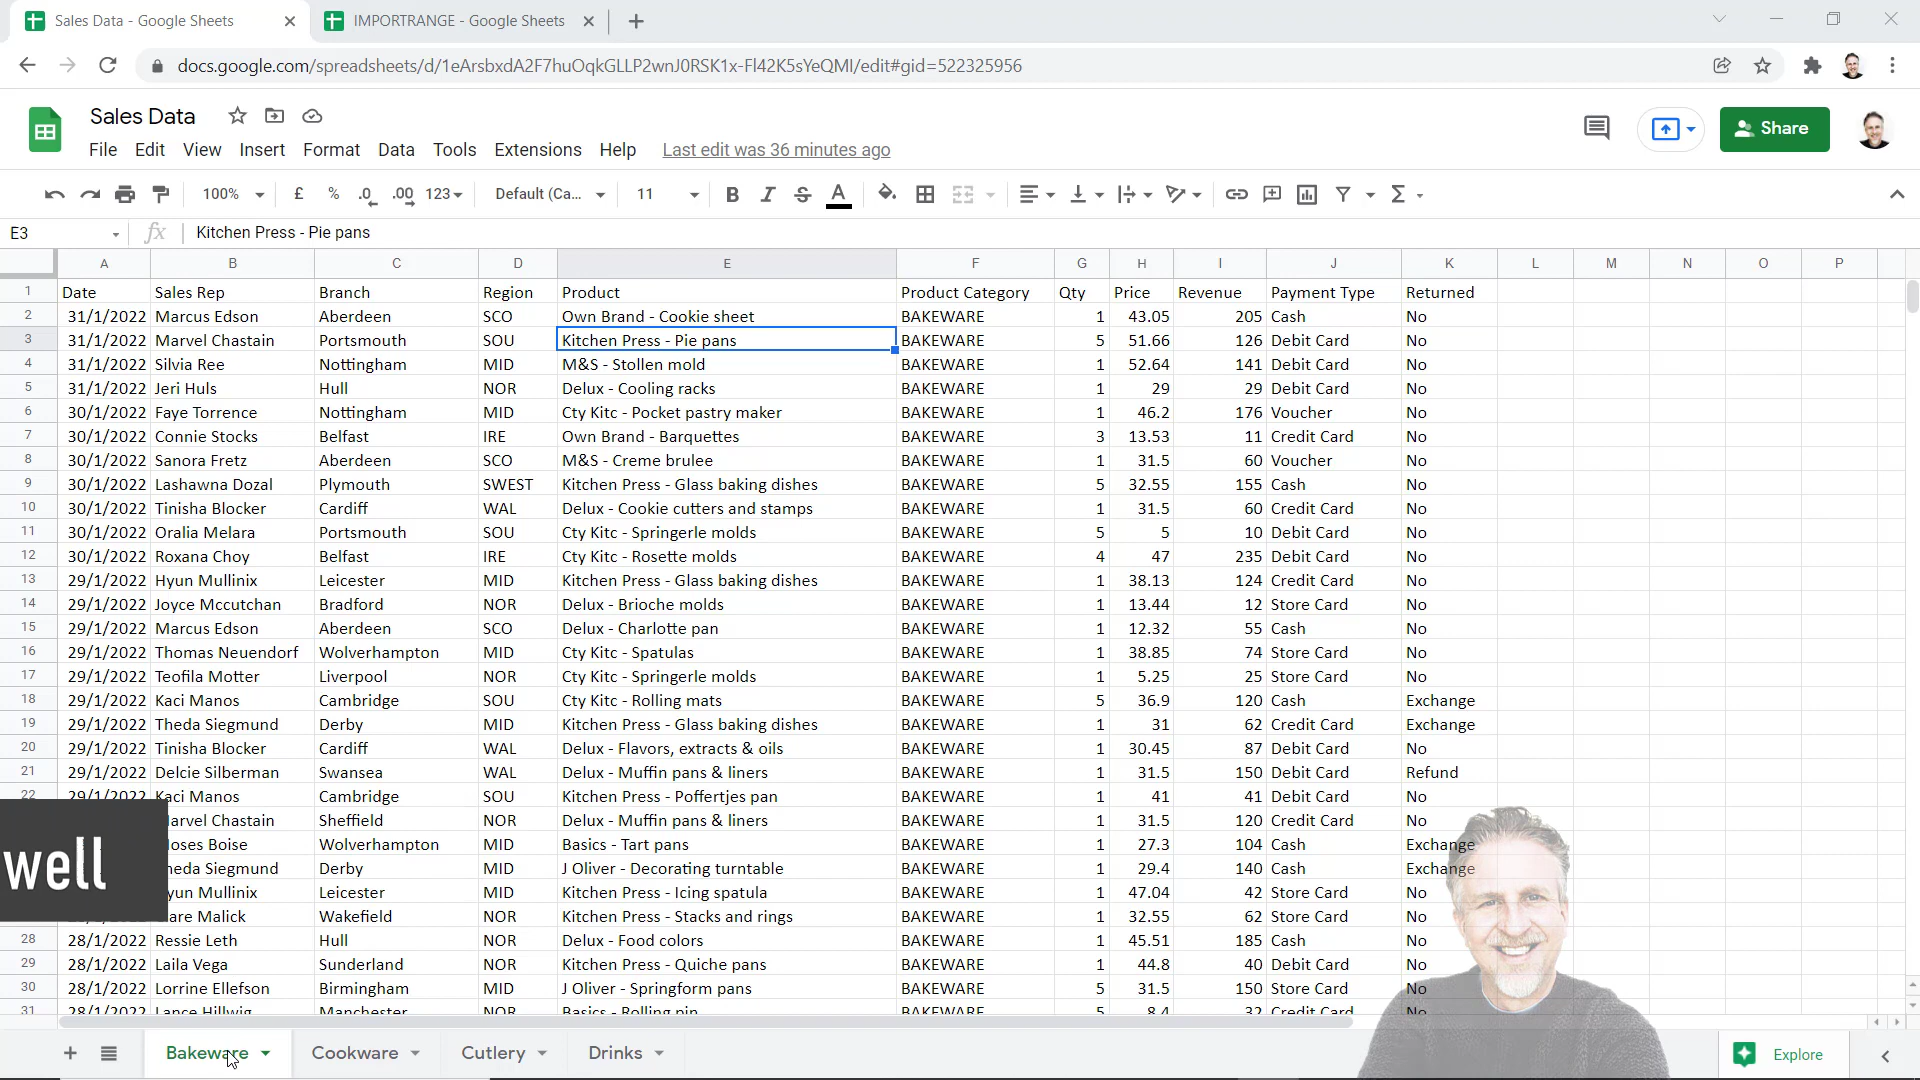 Sales Data - Google Sheets
IMPORTRANGE - Google Sheets
docs.google.com/spreadsheets/d/1eArsbxdA2F7huOqkGLLP2wnJ0RSK1x-Fl42K5sYeQMI/edit#gid=522325956
Sales Data
File Edit View Insert Format Data Tools Extensions Help Last edit was 36 minutes ago
Share
100% £ % .0 .00 123 Default (Ca... 11 B I S A Σ
E3 fx Kitchen Press - Pie pans
A B C D E F G H I J K L M N O P
1 Date Sales Rep Branch Region Product Product Category Qty Price Revenue Payment Type Returned
2 31/1/2022 Marcus Edson Aberdeen SCO Own Brand - Cookie sheet BAKEWARE 1 43.05 205 Cash No
3 31/1/2022 Marvel Chastain Portsmouth SOU Kitchen Press - Pie pans BAKEWARE 5 51.66 126 Debit Card No
4 31/1/2022 Silvia Ree Nottingham MID M&S - Stollen mold BAKEWARE 1 52.64 141 Debit Card No
5 31/1/2022 Jeri Huls Hull NOR Delux - Cooling racks BAKEWARE 1 29 29 Debit Card No
6 30/1/2022 Faye Torrence Nottingham MID Cty Kitc - Pocket pastry maker BAKEWARE 1 46.2 176 Voucher No
7 30/1/2022 Connie Stocks Belfast IRE Own Brand - Barquettes BAKEWARE 3 13.53 11 Credit Card No
8 30/1/2022 Sanora Fretz Aberdeen SCO M&S - Creme brulee BAKEWARE 1 31.5 60 Voucher No
9 30/1/2022 Lashawna Dozal Plymouth SWEST Kitchen Press - Glass baking dishes BAKEWARE 5 32.55 155 Cash No
10 30/1/2022 Tinisha Blocker Cardiff WAL Delux - Cookie cutters and stamps BAKEWARE 1 31.5 60 Credit Card No
11 30/1/2022 Oralia Melara Portsmouth SOU Cty Kitc - Springerle molds BAKEWARE 5 5 10 Debit Card No
12 30/1/2022 Roxana Choy Belfast IRE Cty Kitc - Rosette molds BAKEWARE 4 47 235 Debit Card No
13 29/1/2022 Hyun Mullinix Leicester MID Kitchen Press - Glass baking dishes BAKEWARE 1 38.13 124 Credit Card No
14 29/1/2022 Joyce Mccutchan Bradford NOR Delux - Brioche molds BAKEWARE 1 13.44 12 Store Card No
15 29/1/2022 Marcus Edson Aberdeen SCO Delux - Charlotte pan BAKEWARE 1 12.32 55 Cash No
16 29/1/2022 Thomas Neuendorf Wolverhampton MID Cty Kitc - Spatulas BAKEWARE 1 38.85 74 Store Card No
17 29/1/2022 Teofila Motter Liverpool NOR Cty Kitc - Springerle molds BAKEWARE 1 5.25 25 Store Card No
18 29/1/2022 Kaci Manos Cambridge SOU Cty Kitc - Rolling mats BAKEWARE 5 36.9 120 Cash Exchange
19 29/1/2022 Theda Siegmund Derby MID Kitchen Press - Glass baking dishes BAKEWARE 1 31 62 Credit Card Exchange
20 29/1/2022 Tinisha Blocker Cardiff WAL Delux - Flavors, extracts & oils BAKEWARE 1 30.45 87 Debit Card No
21 29/1/2022 Delcie Silberman Swansea WAL Delux - Muffin pans & liners BAKEWARE 1 31.5 150 Debit Card Refund
22 29/1/2022 Kaci Manos Cambridge SOU Kitchen Press - Poffertjes pan BAKEWARE 1 41 41 Debit Card No
arvel Chastain Sheffield NOR Delux - Muffin pans & liners BAKEWARE 1 31.5 120 Credit Card No
oses Boise Wolverhampton MID Basics - Tart pans BAKEWARE 1 27.3 104 Cash Exchange
well
heda Siegmund Derby MID J Oliver - Decorating turntable BAKEWARE 1 29.4 140 Cash Exchange
yun Mullinix Leicester MID Kitchen Press - Icing spatula BAKEWARE 1 47.04 42 Store Card No
are Malick Wakefield NOR Kitchen Press - Stacks and rings BAKEWARE 1 32.55 62 Store Card No
28 28/1/2022 Ressie Leth Hull NOR Delux - Food colors BAKEWARE 1 45.51 185 Cash No
29 28/1/2022 Laila Vega Sunderland NOR Kitchen Press - Quiche pans BAKEWARE 1 44.8 40 Debit Card No
30 28/1/2022 Lorrine Ellefson Birmingham MID J Oliver - Springform pans BAKEWARE 5 31.5 150 Store Card No
31 28/1/2022 Lance Hillwig Manchester NOR Basics - Rolling pin BAKEWARE 5 8.4 32 Credit Card No
Bakeware Cookware Cutlery Drinks Explore